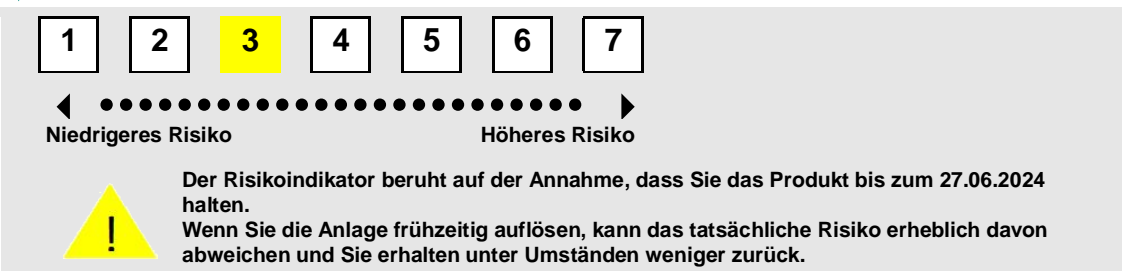 1 2 3 4 5 6 7
Niedrigeres Risiko Höheres Risiko
Der Risikoindikator beruht auf der Annahme, dass Sie das Produkt bis zum 27.06.2024
halten.
Wenn Sie die Anlage frühzeitig auflösen, kann das tatsächliche Risiko erheblich davon
abweichen und Sie erhalten unter Umständen weniger zurück.
!